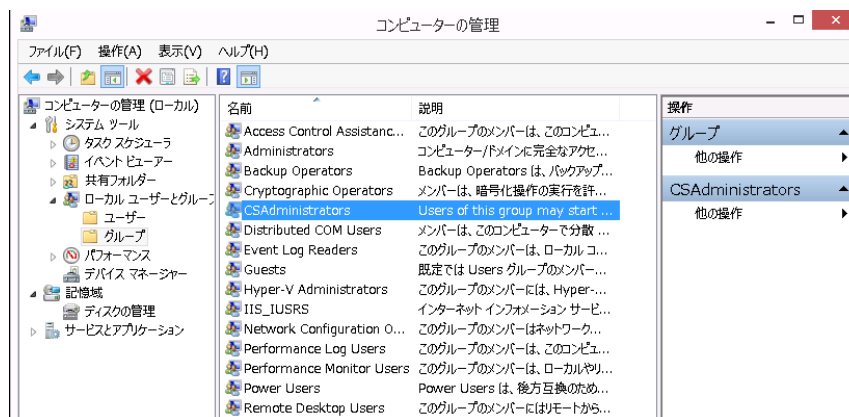 コンピューターの管理
ファイル(F) 操作(A) 表示(V) ヘルプ(H)
コンピューターの管理 (ローカル)
システム ツール
タスク スケジューラ
イベント ビューアー
共有フォルダー
ローカル ユーザーとグルー
ユーザー
グループ
パフォーマンス
デバイス マネージャー
記憶域
ディスクの管理
サービスとアプリケーション
名前 説明
Access Control Assistanc... このグループのメンバーは、このコンピュ...
Administrators コンピューター/ドメインに完全なアクセ...
Backup Operators Backup Operators は、バックアップ...
Cryptographic Operators メンバーは、暗号化操作の実行を許...
CSAdministrators Users of this group may start ...
Distributed COM Users メンバーは、このコンピューターで分散 ...
Event Log Readers このグループのメンバーは、ローカル コ...
Guests 既定では Users グループのメンバー...
Hyper-V Administrators このグループのメンバーには、Hyper-...
IIS_IUSRS インターネット インフォメーション サービ...
Network Configuration O... このグループのメンバーはネットワーク...
Performance Log Users このグループのメンバーは、このコンピュ...
Performance Monitor Users このグループのメンバーは、ローカルやリ...
Power Users Power Users は、後方互換のため...
Remote Desktop Users このグループのメンバーにはリモートから...
操作
グループ
他の操作
CSAdministrators
他の操作